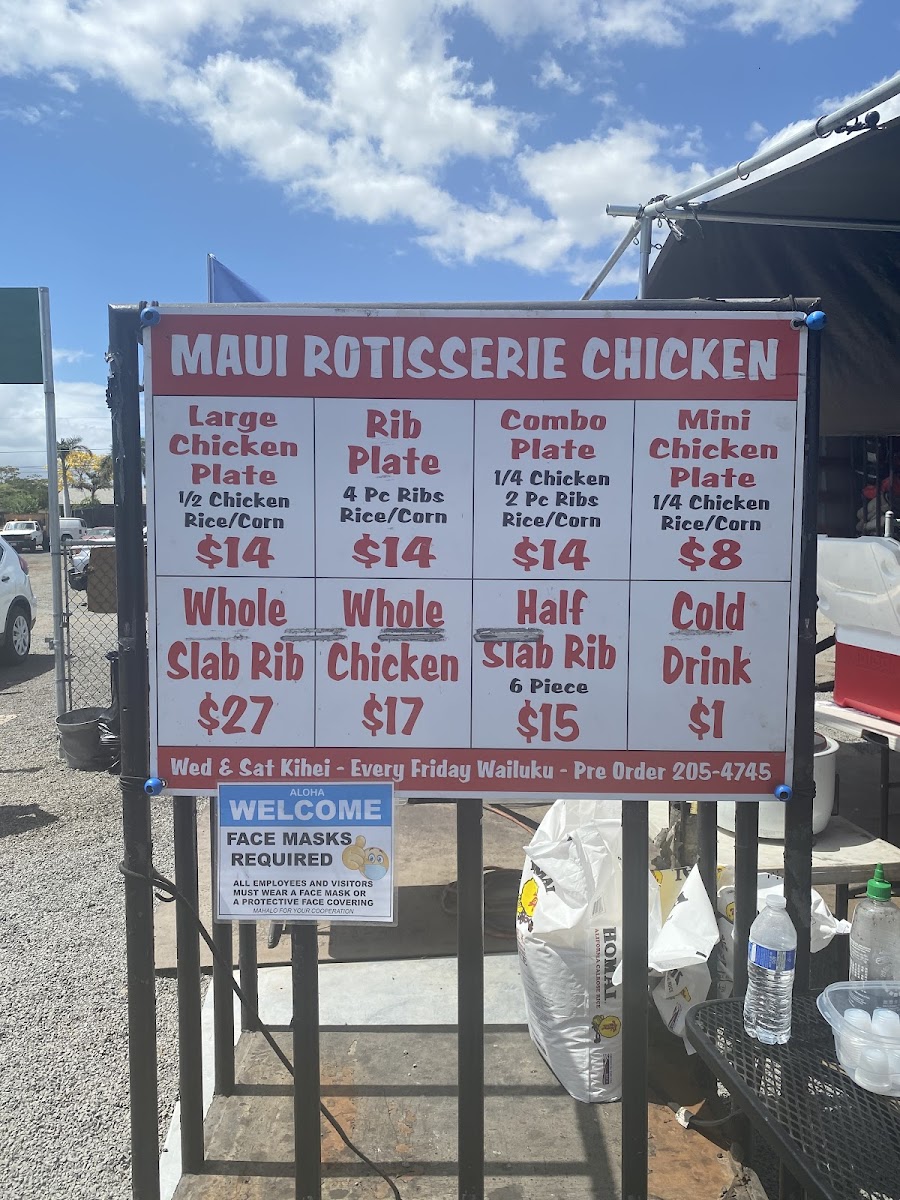 MAUI ROTISSERIE CHICKEN
Large
Chicken
Plate
1/2 Chicken
Rice/Corn
$14
Rib
Plate
4 Pc Ribs
Rice/Corn
$14
Combo
Plate
1/4 Chicken
2 Pc Ribs
Rice/Corn
$14
Mini
Chicken
Plate
1/4 Chicken
Rice/Corn
$8
Whole
Slab Rib
$27
Whole
Chicken
$17
Half
Slab Rib
6 Piece
$15
Cold
Drink
$1
Wed & Sat Kihei - Every Friday Wailuku - Pre Order 205-4745
ALOHA
WELCOME
FACE MASKS
REQUIRED
ALL EMPLOYEES AND VISITORS
MUST WEAR A FACE MASK OR
A PROTECTIVE FACE COVERING
MAHALO FOR YOUR COOPERATION
HOMAI
CALROSE RICE